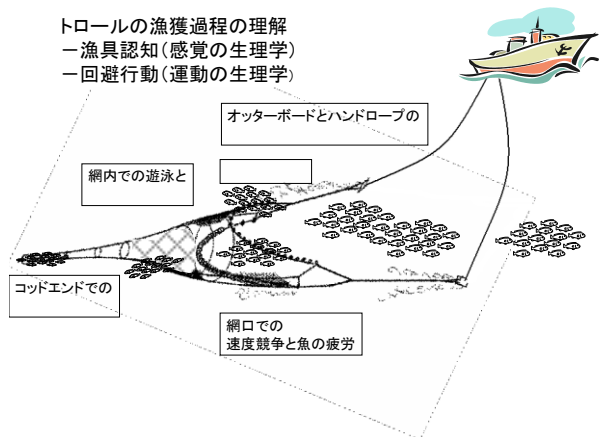 トロールの漁獲過程の理解
－漁具認知（感覚の生理学）
－回避行動（運動の生理学）
オッターボードとハンドロープの
網内での遊泳と
コッドエンドでの
網口での
速度競争と魚の疲労